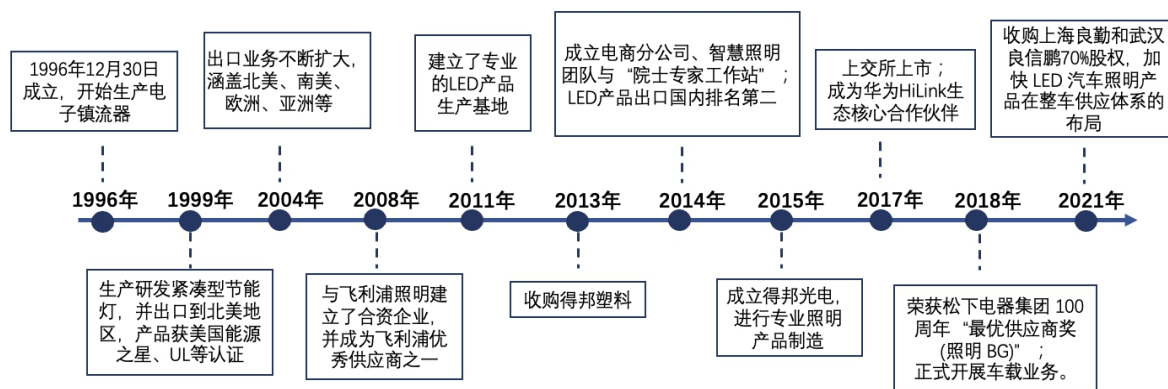 1996年12月30日
成立，开始生产电
子镇流器
出口业务不断扩大，
涵盖北美、南美、
欧洲、亚洲等
建立了专业
的LED产品
生产基地
成立电商分公司、智慧照明
团队与“院士专家工作站”；
LED产品出口国内排名第二
上交所上市；
成为华为HiLink生
态核心合作伙伴
收购上海良勤和武汉
良信鹏70%股权，加
快 LED 汽车照明产
品在整车供应体系的
布局
1996年
1999年
2004年
2008年
2011年
2013年
2014年
2015年
2017年
2018年
2021年
生产研发紧凑型节能
灯，并出口到北美地
区，产品获美国能源
之星、UL等认证
与飞利浦照明建
立了合资企业，
并成为飞利浦优
秀供应商之一
收购得邦塑料
成立得邦光电，
进行专业照明
产品制造
荣获松下电器集团 100
周年“最优供应商奖
(照明 BG)”；
正式开展车载业务。